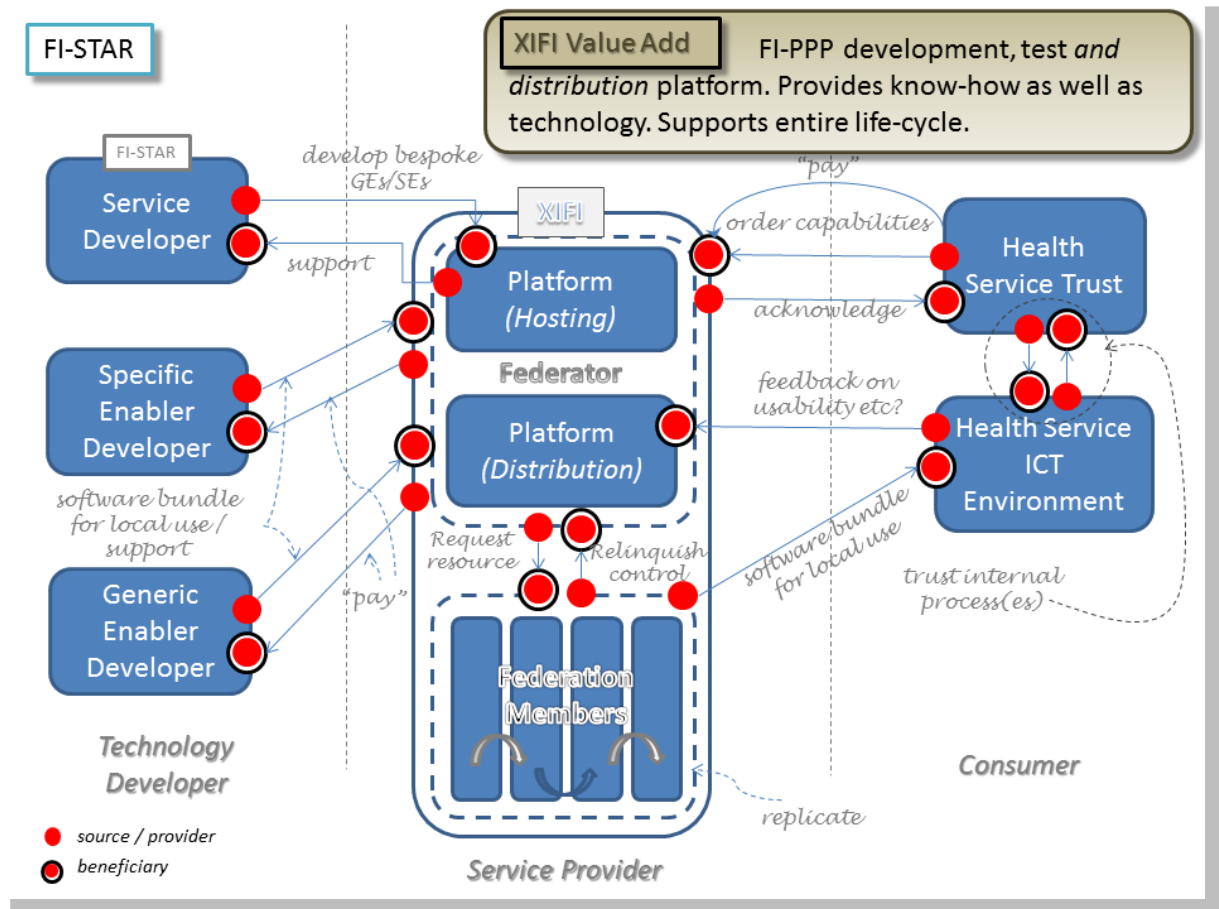 FI-STAR
XIFI Value Add
FI-PPP development, test and
distribution platform. Provides know-how as well as
technology. Supports entire life-cycle.
FI-STAR
Service
Developer
develop bespoke
GEs/SEs
support
XIFI
Platform
(Hosting)
Federator
"pay"
order capabilities
acknowledge
Health
Service Trust
Specific
Enabler
Developer
Platform
(Distribution)
feedback on
usability etc?
Health Service
ICT
Environment
software bundle
for local use /
support
Request
resource
Relinquish
control
software bundle
for local use
trust internal
process(es)
"pay"
Generic
Enabler
Developer
Federation
Members
replicate
Technology
Developer
Consumer
Service Provider
source / provider
beneficiary